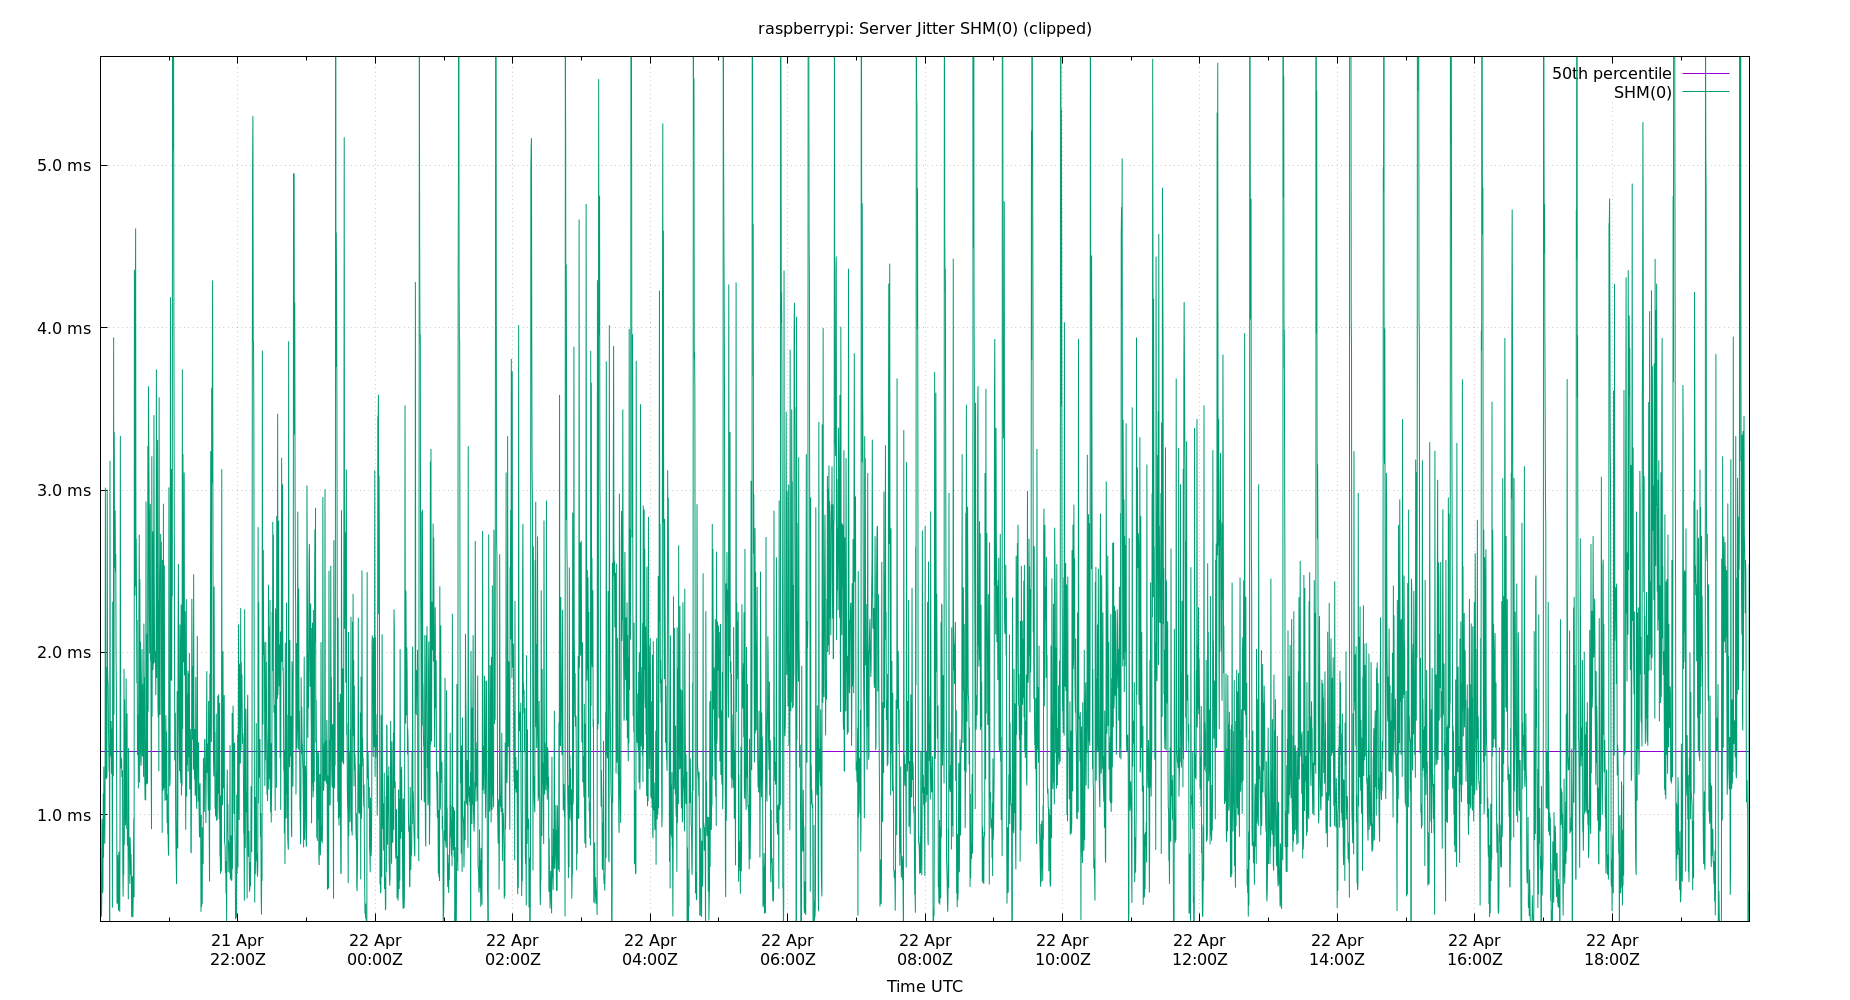 raspberrypi: Server Jitter SHM(0) (clipped)
50th percentile
SHM(0)
5.0 ms
4.0 ms
3.0 ms
2.0 ms
1.0 ms
21 Apr 22 Apr 22 Apr 22 Apr 22 Apr 22 Apr 22 Apr 22 Apr 22 Apr 22 Apr 22 Apr
22:00Z 00:00Z 02:00Z 04:00Z 06:00Z 08:00Z 10:00Z 12:00Z 14:00Z 16:00Z 18:00Z
Time UTC